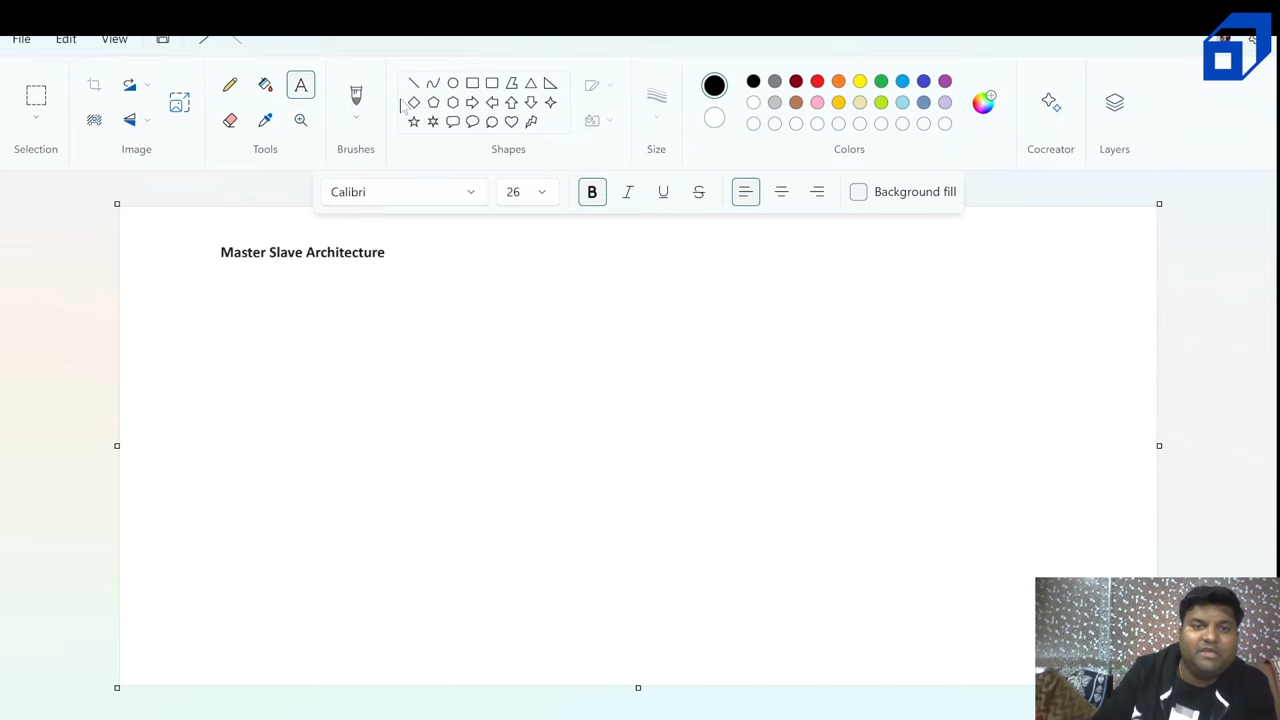 File Edit View
Selection Image Tools Brushes Shapes Size Colors Cocreator Layers
Calibri 26 B I U S Background fill
Master Slave Architecture